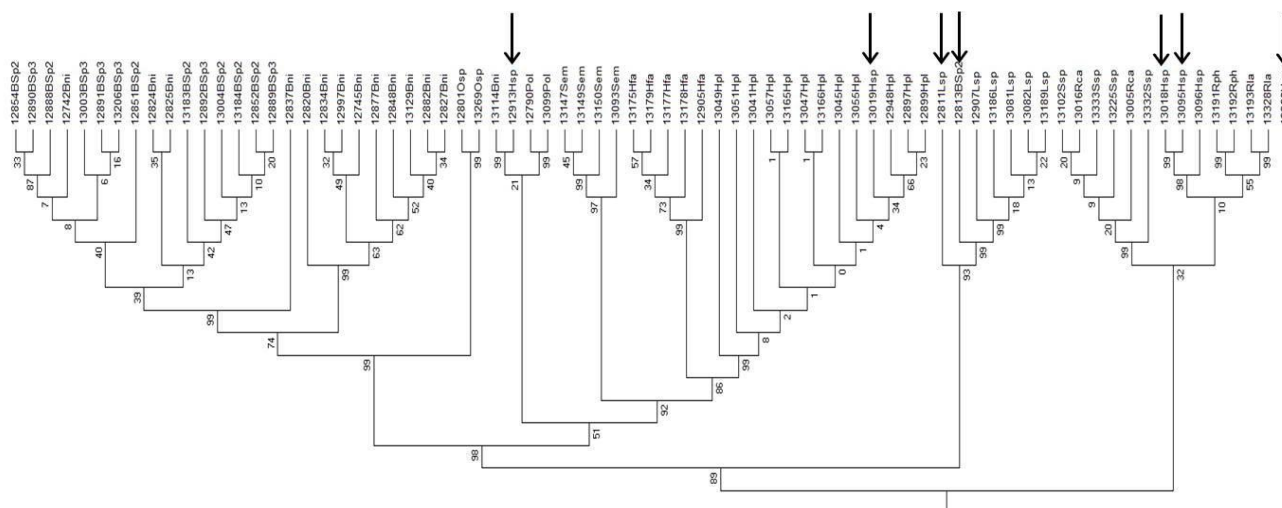 12854BSp2
12890BSp3
12888BSp2
12742Bni
13003BSp3
12891BSp3
13206BSp3
12851BSp2
12824Bni
12825Bni
13183BSp2
12892BSp3
13004BSp2
13184BSp2
12852BSp2
12889BSp3
12837Bni
12820Bni
12834Bni
12997Bni
12745Bni
12877Bni
12848Bni
13129Bni
12882Bni
12827Bni
12801Osp
13269Osp
13114Bni
12913Hsp
12790Pol
13099Pol
13147Sem
13149Sem
13150Sem
13093Sem
13175Hfa
13179Hfa
13177Hfa
13178Hfa
12905Hfa
13049Hpl
13051Hpl
13041Hpl
13057Hpl
13165Hpl
13047Hpl
13166Hpl
13045Hpl
13055Hpl
13019Hsp
12948Hpl
12897Hpl
12899Hpl
12811Lsp
12813BSp2
12907Lsp
13186Lsp
13081Lsp
13082Lsp
13189Lsp
13102Ssp
13016Rca
13333Ssp
13225Ssp
13005Rca
13332Ssp
13018Hsp
13095Hsp
13096Hsp
13191Rph
13192Rph
13193Rla
13328Rla
33
16
35
20
32
34
99
99
99
45
57
1
1
23
22
20
99
99
99
87
6
10
49
40
21
99
34
66
13
9
98
55
7
13
52
97
73
34
18
9
10
8
47
62
99
4
99
20
40
42
63
1
99
99
13
99
0
93
32
39
1
99
2
74
8
99
99
86
92
51
98
89